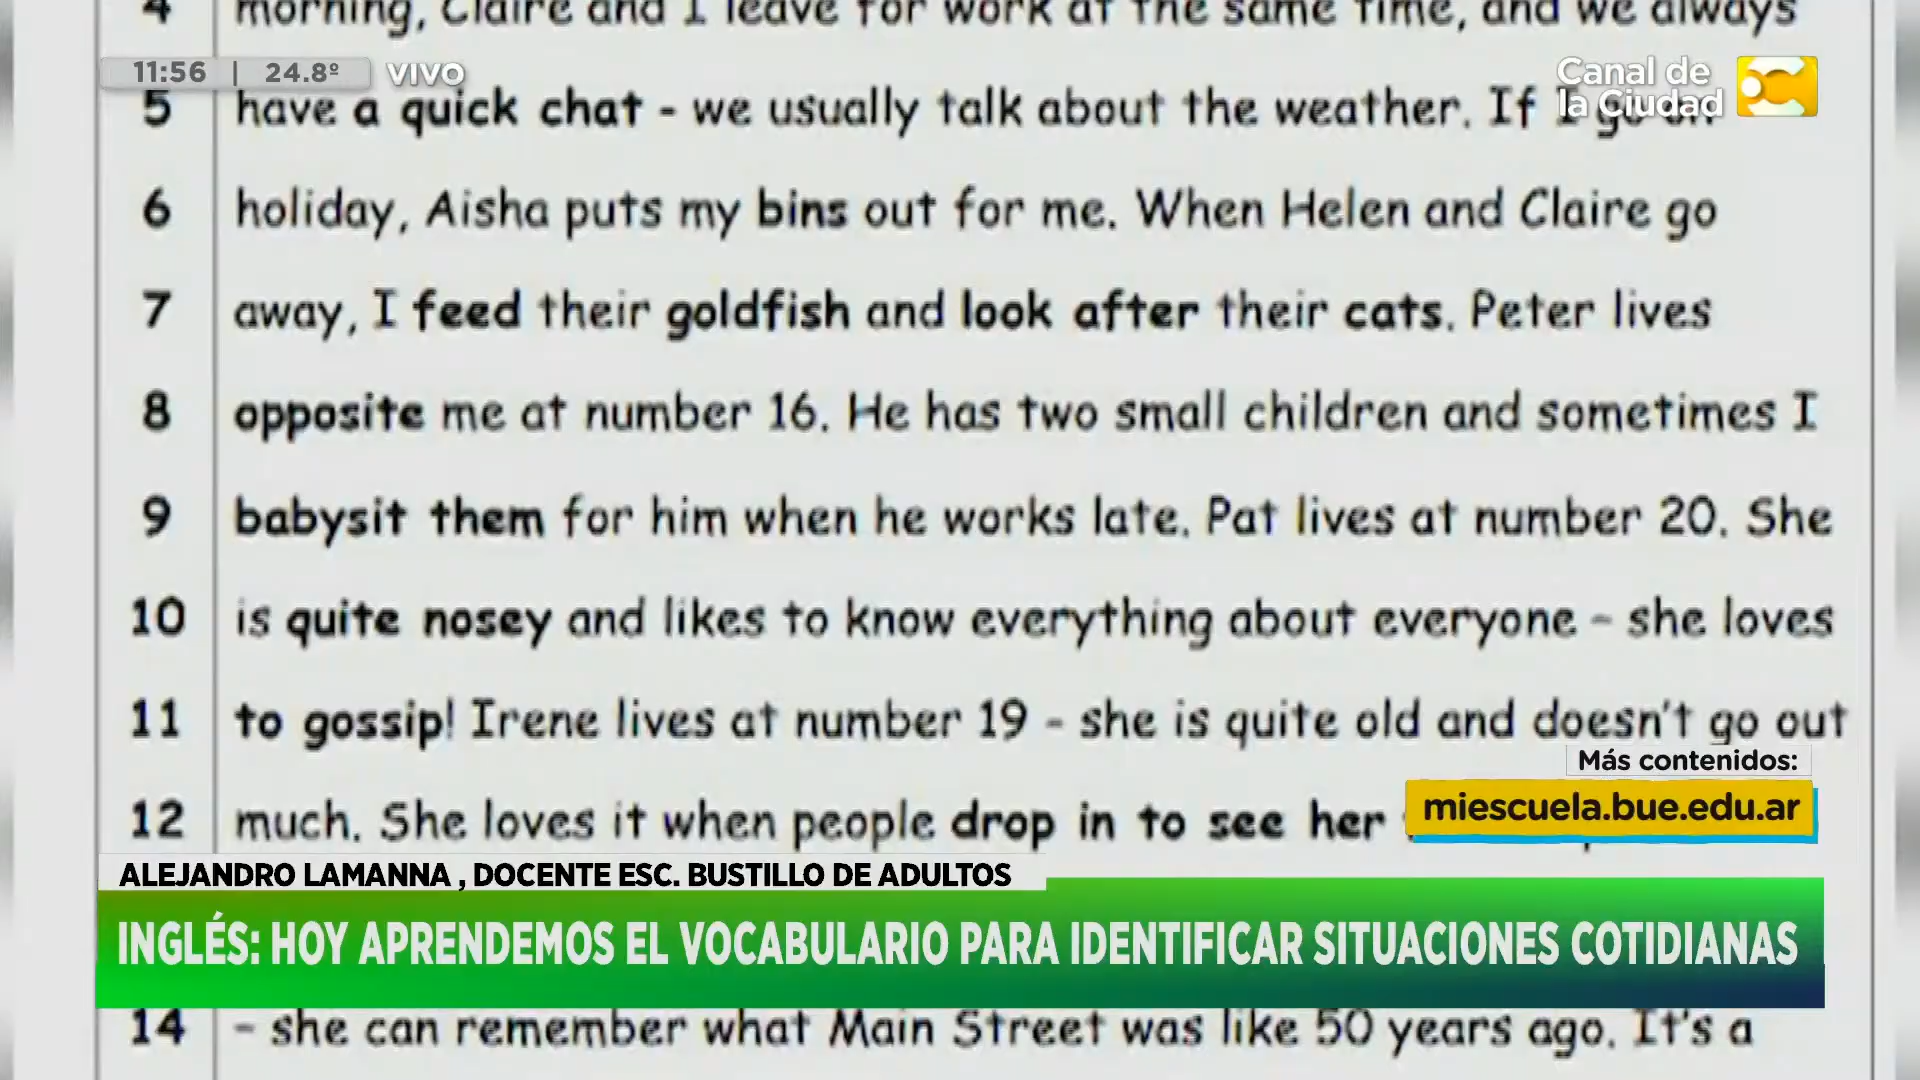 4 morning, Claire and I leave for work at the same time, and we always
11:56 | 24.8º VIVO
Canal de
la Ciudad
5 have a quick chat - we usually talk about the weather. If I go on
6 holiday, Aisha puts my bins out for me. When Helen and Claire go
7 away, I feed their goldfish and look after their cats. Peter lives
8 opposite me at number 16. He has two small children and sometimes I
9 babysit them for him when he works late. Pat lives at number 20. She
10 is quite nosey and likes to know everything about everyone - she loves
11 to gossip! Irene lives at number 19 - she is quite old and doesn't go out
Más contenidos:
miescuela.bue.edu.ar
12 much. She loves it when people drop in to see her
ALEJANDRO LAMANNA , DOCENTE ESC. BUSTILLO DE ADULTOS
INGLÉS: HOY APRENDEMOS EL VOCABULARIO PARA IDENTIFICAR SITUACIONES COTIDIANAS
14 - she can remember what Main Street was like 50 years ago. It's a